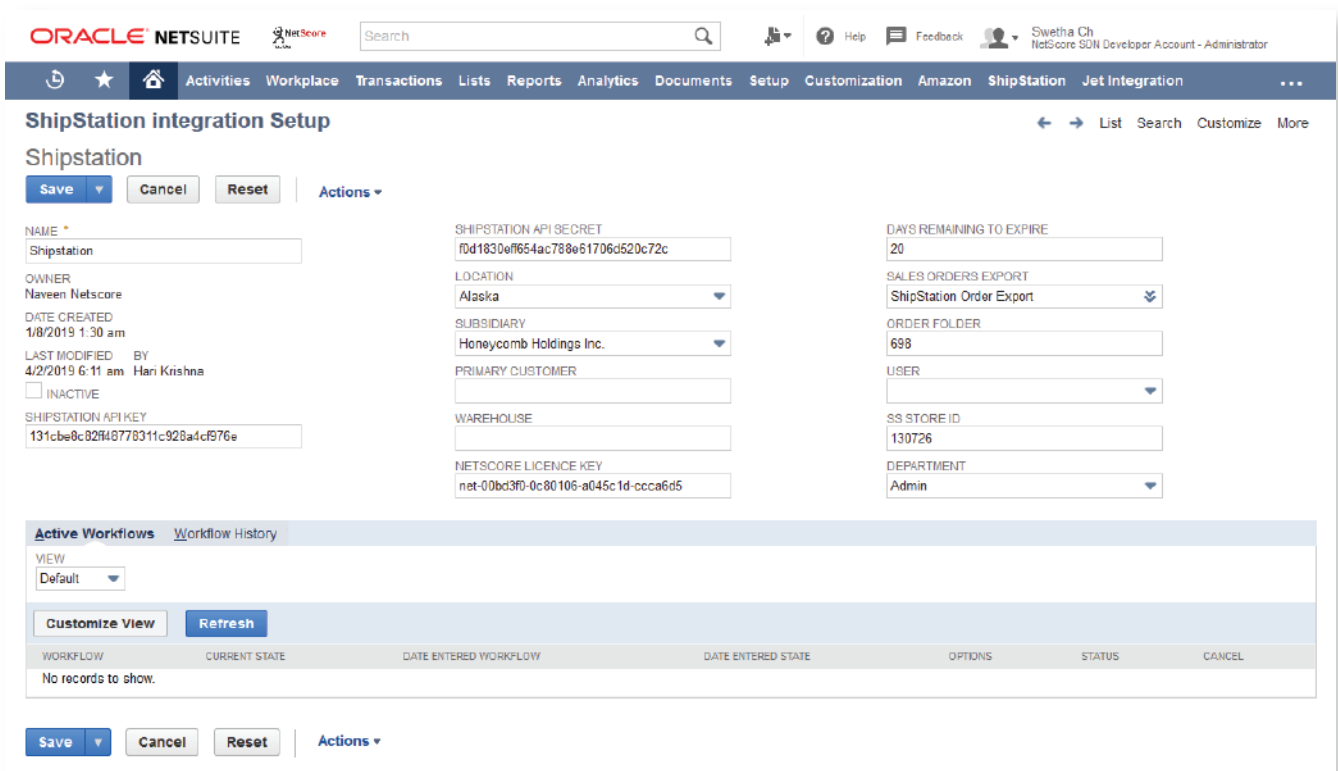 ORACLE NETSUITE NetScore Search Help Feedback Swetha Ch
NetScore SDN Developer Account - Administrator
Activities Workplace Transactions Lists Reports Analytics Documents Setup Customization Amazon ShipStation Jet Integration ...
ShipStation integration Setup
List Search Customize More
Shipstation
Save Cancel Reset Actions
NAME *
Shipstation
OWNER
Naveen Netscore
DATE CREATED
1/8/2019 1:30 am
LAST MODIFIED BY
4/2/2019 6:11 am Hari Krishna
INACTIVE
SHIPSTATION API KEY
131cbe8c82ff48778311c928a4cf976e
SHIPSTATION API SECRET
f0d1830eff654ac788e61706d520c72c
LOCATION
Alaska
SUBSIDIARY
Honeycomb Holdings Inc.
PRIMARY CUSTOMER
WAREHOUSE
NETSCORE LICENCE KEY
net-00bd3f0-0c80106-a045c1d-ccca6d5
DAYS REMAINING TO EXPIRE
20
SALES ORDERS EXPORT
ShipStation Order Export
ORDER FOLDER
698
USER
SS STORE ID
130726
DEPARTMENT
Admin
Active Workflows Workflow History
VIEW
Default
Customize View Refresh
WORKFLOW CURRENT STATE DATE ENTERED WORKFLOW DATE ENTERED STATE OPTIONS STATUS CANCEL
No records to show.
Save Cancel Reset Actions